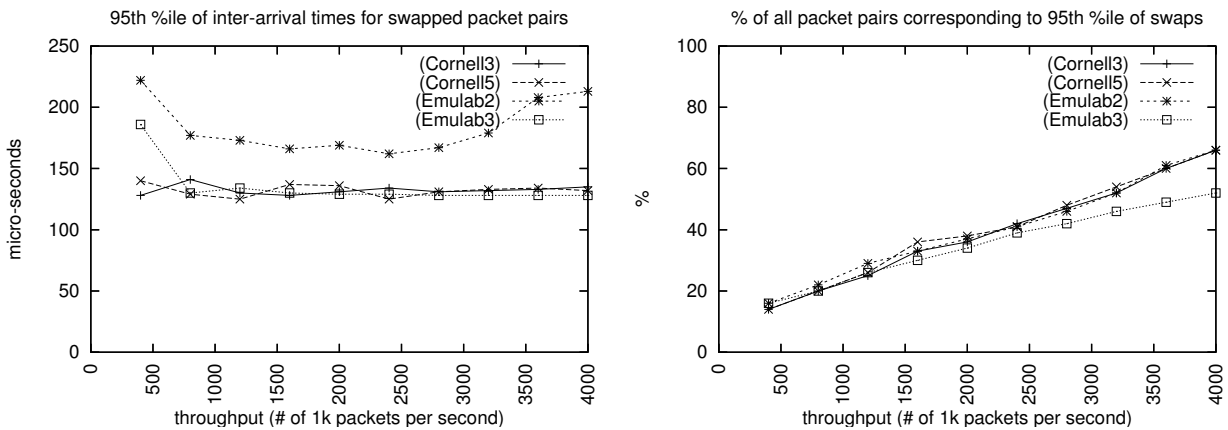 95th %ile of inter-arrival times for swapped packet pairs
250
200
150
100
50
0
micro-seconds
(Cornell3)
(Cornell5)
(Emulab2)
(Emulab3)
0
500
1000
1500
2000
2500
3000
3500
4000
throughput (# of 1k packets per second)
% of all packet pairs corresponding to 95th %ile of swaps
100
80
60
40
20
0
%
(Cornell3)
(Cornell5)
(Emulab2)
(Emulab3)
0
500
1000
1500
2000
2500
3000
3500
4000
throughput (# of 1k packets per second)